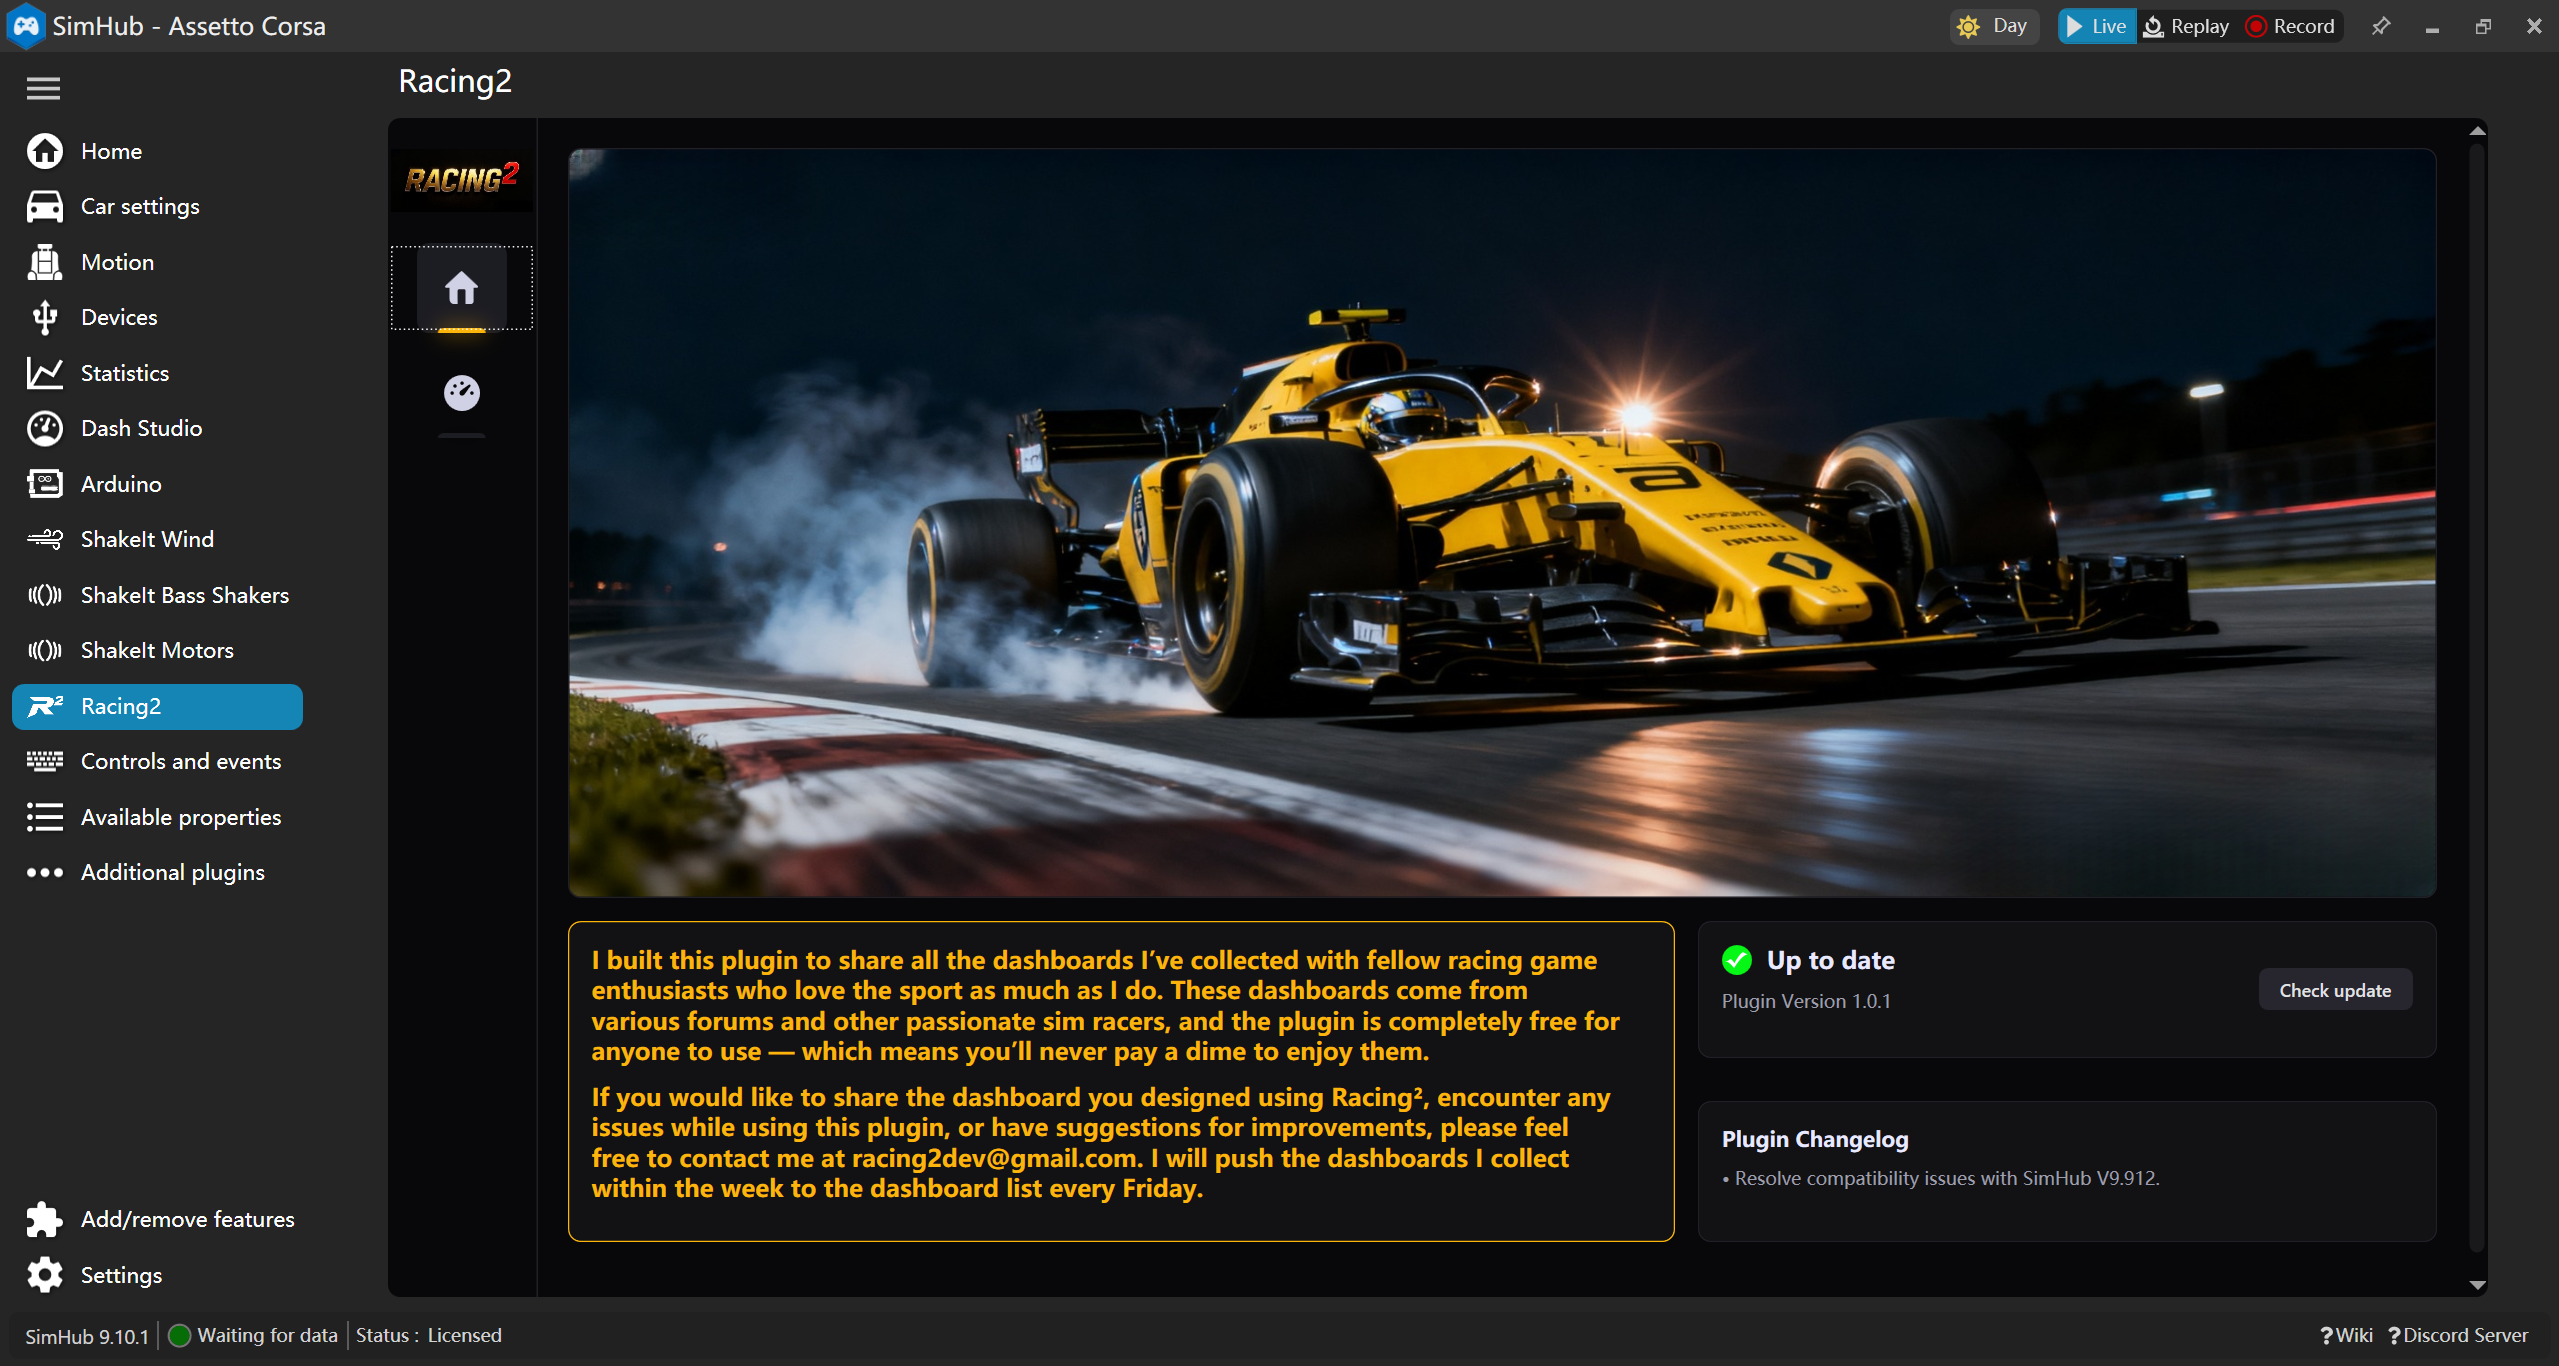 SimHub - Assetto Corsa
Day
Live
Replay
Record
Racing2
Home
Car settings
Motion
Devices
Statistics
Dash Studio
Arduino
ShakeIt Wind
ShakeIt Bass Shakers
ShakeIt Motors
R2 Racing2
Controls and events
Available properties
Additional plugins
Add/remove features
Settings
RACING2
I built this plugin to share all the dashboards I’ve collected with fellow racing game
enthusiasts who love the sport as much as I do. These dashboards come from
various forums and other passionate sim racers, and the plugin is completely free for
anyone to use — which means you’ll never pay a dime to enjoy them.
If you would like to share the dashboard you designed using Racing², encounter any
issues while using this plugin, or have suggestions for improvements, please feel
free to contact me at racing2dev@gmail.com. I will push the dashboards I collect
within the week to the dashboard list every Friday.
Up to date
Plugin Version 1.0.1
Check update
Plugin Changelog
• Resolve compatibility issues with SimHub V9.912.
SimHub 9.10.1
Waiting for data
Status : Licensed
?Wiki
?Discord Server